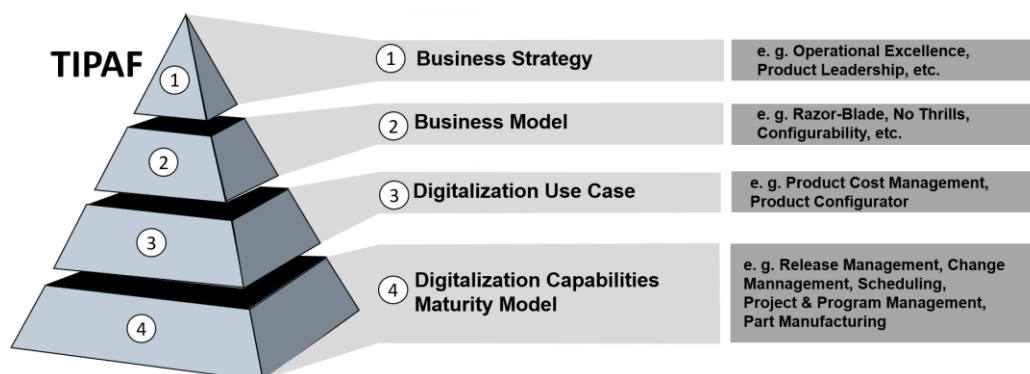 TIPAF
1
2
3
4
1 Business Strategy
e. g. Operational Excellence,
Product Leadership, etc.
2 Business Model
e. g. Razor-Blade, No Thrills,
Configurability, etc.
3 Digitalization Use Case
e. g. Product Cost Management,
Product Configurator
4 Digitalization Capabilities
Maturity Model
e. g. Release Management, Change
Mannagement, Scheduling,
Project & Program Management,
Part Manufacturing